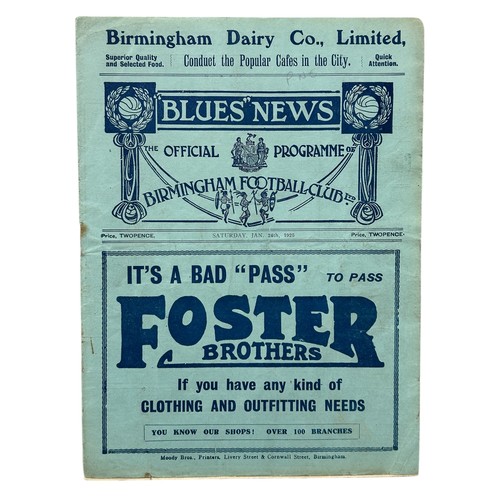 Birmingham Dairy Co., Limited,
Superior Quality
and Selected Food.
Conduct the Popular Cafes in the City.
Quick
Attention.
"BLUES" NEWS
THE OFFICIAL PROGRAMME OF
BIRMINGHAM FOOTBALL CLUB LTD
Price, TWOPENCE.
SATURDAY, JAN.
Price, TWOPENCE.
IT'S A BAD "PASS" TO PASS
FOSTER
BROTHERS
If you have any kind of
CLOTHING AND OUTFITTING NEEDS
YOU KNOW OUR SHOPS! OVER 100 BRANCHES
Moody Bros., Printers, Livery Street & Cornwall Street, Birmingham.